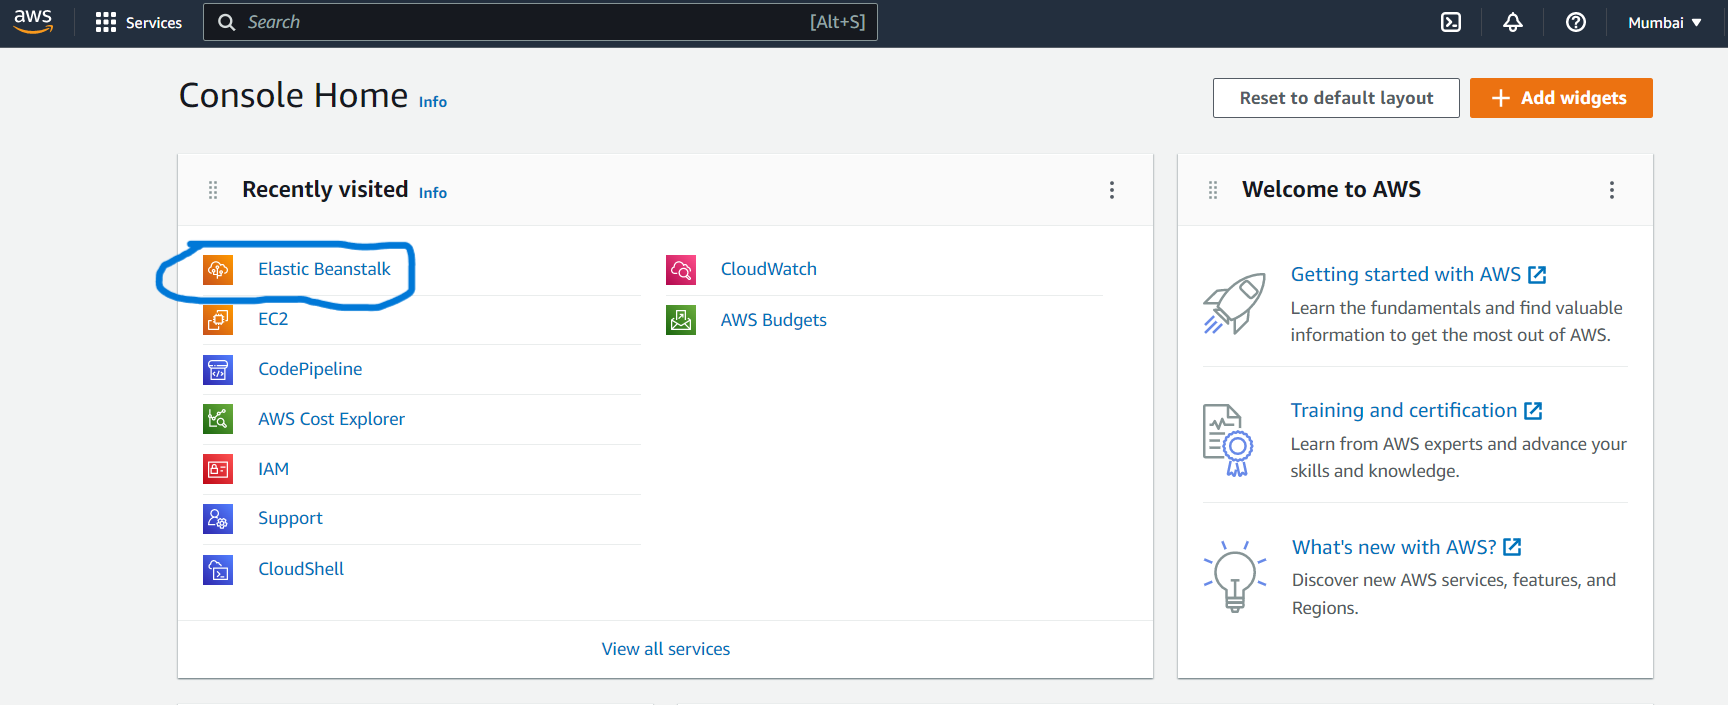 aws Services Search [Alt+S] Mumbai
Console Home Info
Reset to default layout
Add widgets
Recently visited Info
Elastic Beanstalk
EC2
CodePipeline
AWS Cost Explorer
IAM
Support
CloudShell
CloudWatch
AWS Budgets
View all services
Welcome to AWS
Getting started with AWS
Learn the fundamentals and find valuable
information to get the most out of AWS.
Training and certification
Learn from AWS experts and advance your
skills and knowledge.
What's new with AWS?
Discover new AWS services, features, and
Regions.